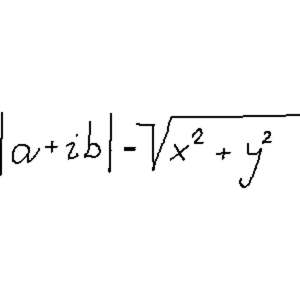 |a+ib| - √x² + y²